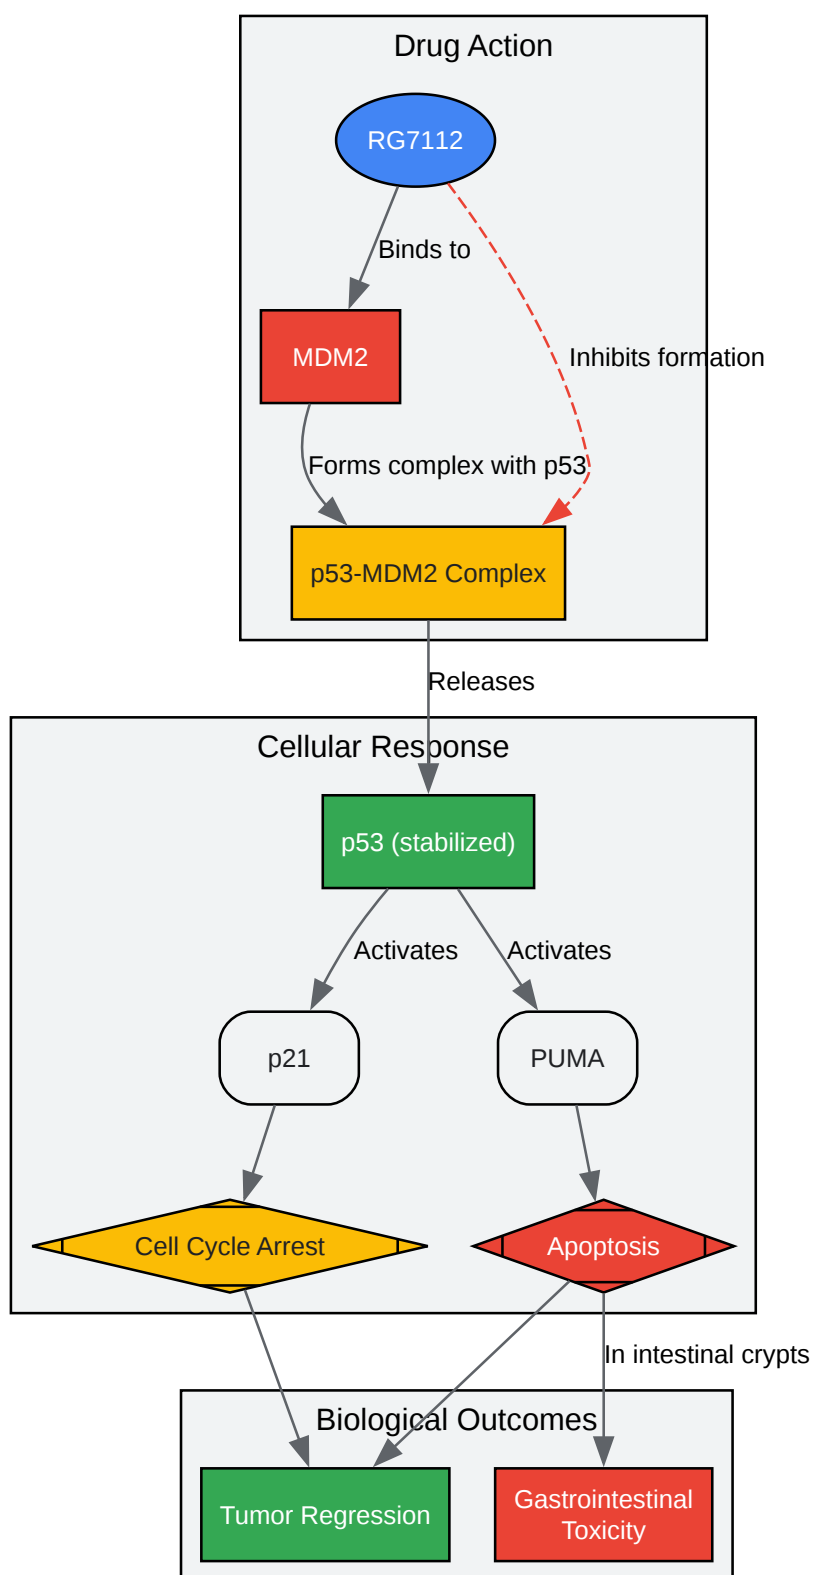 Drug Action
RG7112
Binds to
MDM2
Inhibits formation
Forms complex with p53
p53-MDM2 Complex
Releases
Cellular Response
p53 (stabilized)
Activates
Activates
p21
PUMA
Cell Cycle Arrest
Apoptosis
In intestinal crypts
Biological Outcomes
Tumor Regression
Gastrointestinal
Toxicity